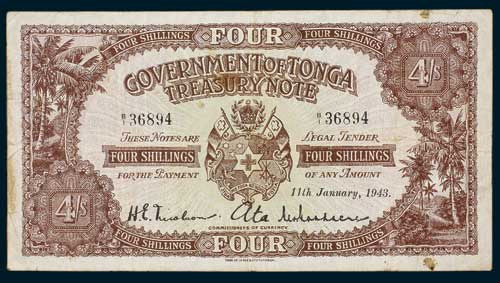 FOUR
FOUR SHILLINGS FOUR SHILLINGS
GOVERNMENT OF TONGA
TREASURY NOTE
4/S
B/1 36894 B/1 36894
THESE NOTES ARE LEGAL TENDER
FOUR SHILLINGS FOUR SHILLINGS
FOR THE PAYMENT OF ANY AMOUNT
11th January, 1943.
4/S
Ata
COMMISSIONERS OF CURRENCY
FOUR SHILLINGS FOUR SHILLINGS
FOUR